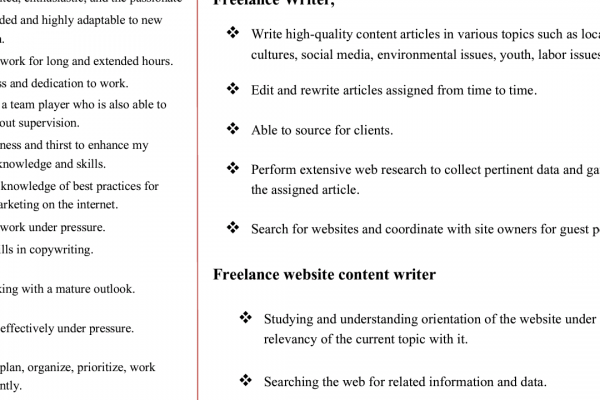 enthusiastic, and the passionate
ded and highly adaptable to new
work for long and extended hours.
ss and dedication to work.
a team player who is also able to
out supervision.
ness and thirst to enhance my
knowledge and skills.
knowledge of best practices for
arketing on the internet.
work under pressure.
lls in copywriting.
king with a mature outlook.
effectively under pressure.
plan, organize, prioritize, work
ntly.
Freelance Writer,
❖ Write high-quality content articles in various topics such as loca
cultures, social media, environmental issues, youth, labor issues
❖ Edit and rewrite articles assigned from time to time.
❖ Able to source for clients.
❖ Perform extensive web research to collect pertinent data and ga
the assigned article.
❖ Search for websites and coordinate with site owners for guest p
Freelance website content writer
❖ Studying and understanding orientation of the website under
relevancy of the current topic with it.
❖ Searching the web for related information and data.